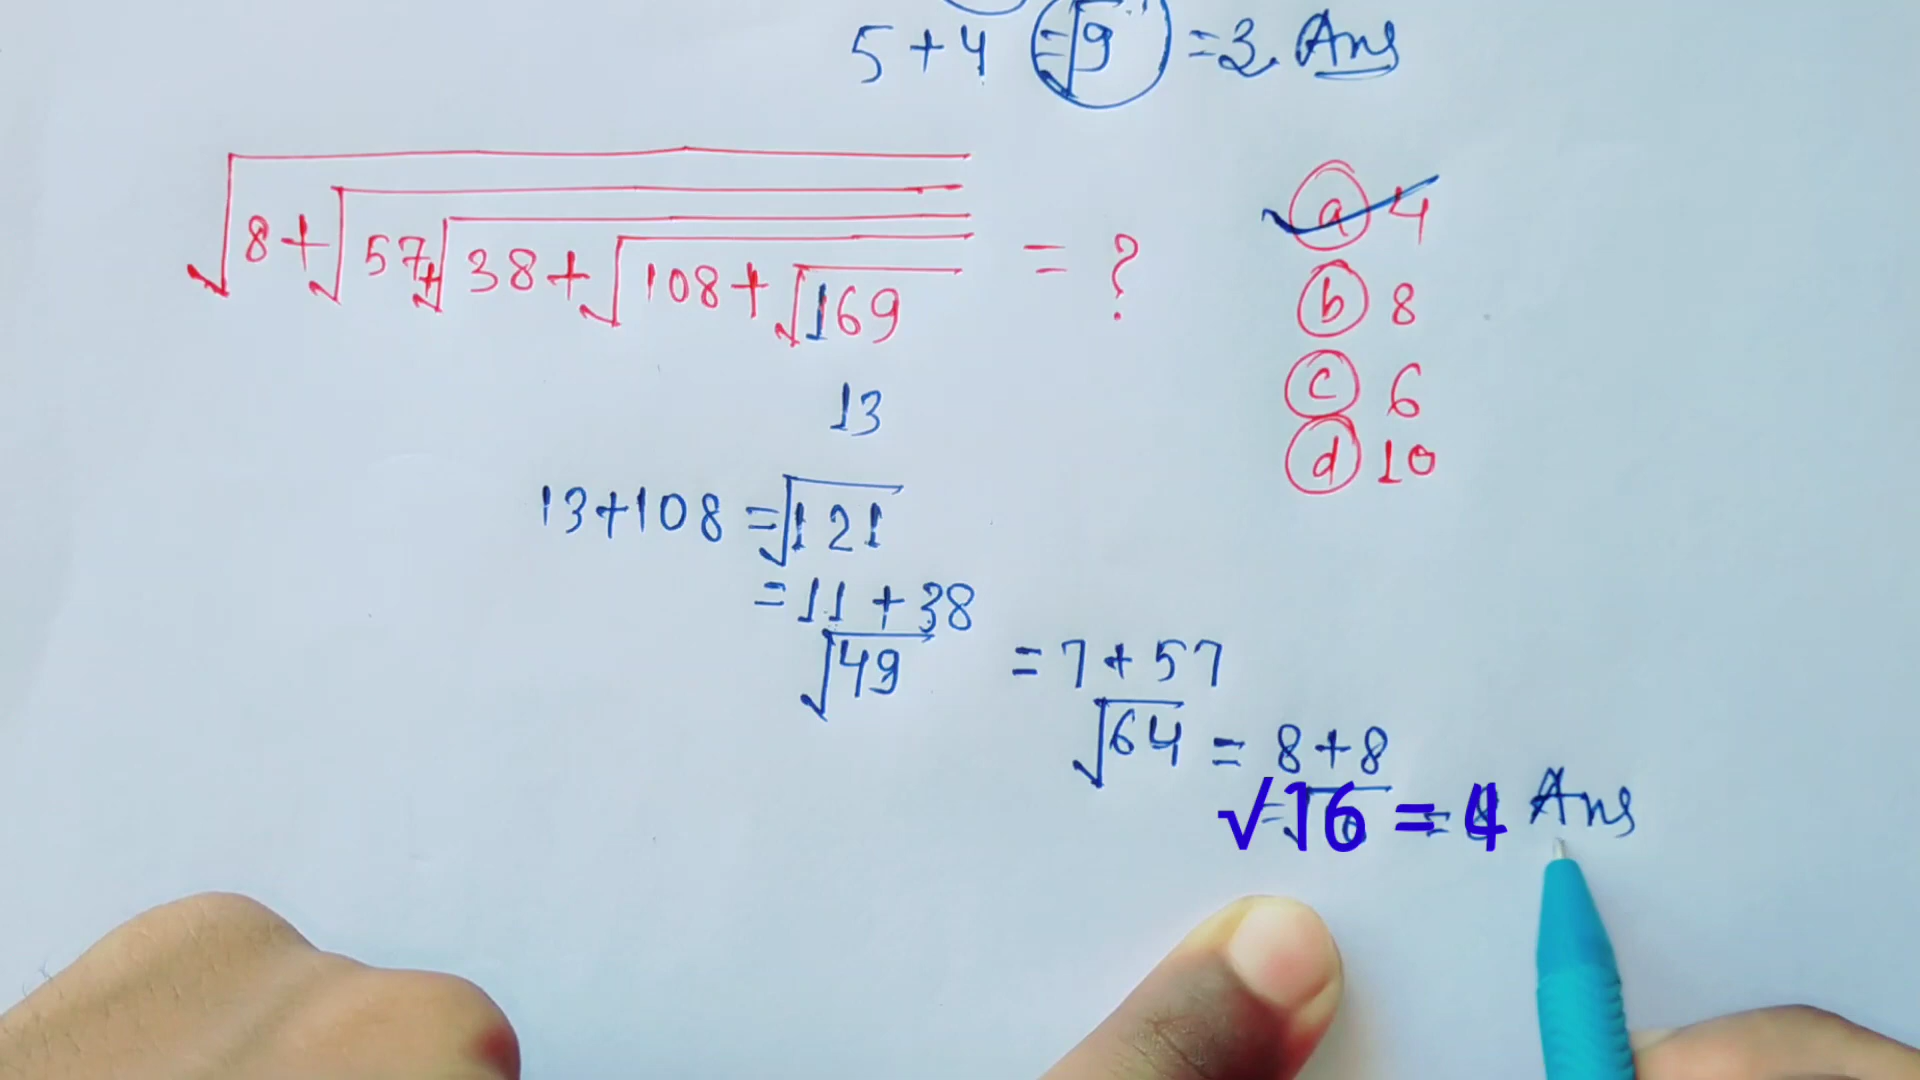 5+4 =√9 =3. Ans
√8+√57+√38+√108+√169 = ?
ⓐ 4
ⓑ 8
ⓒ 6
ⓓ 10
13
13+108 =√121
=11+38
√49 =7+57
√64 = 8+8
√16 = 4 Ans